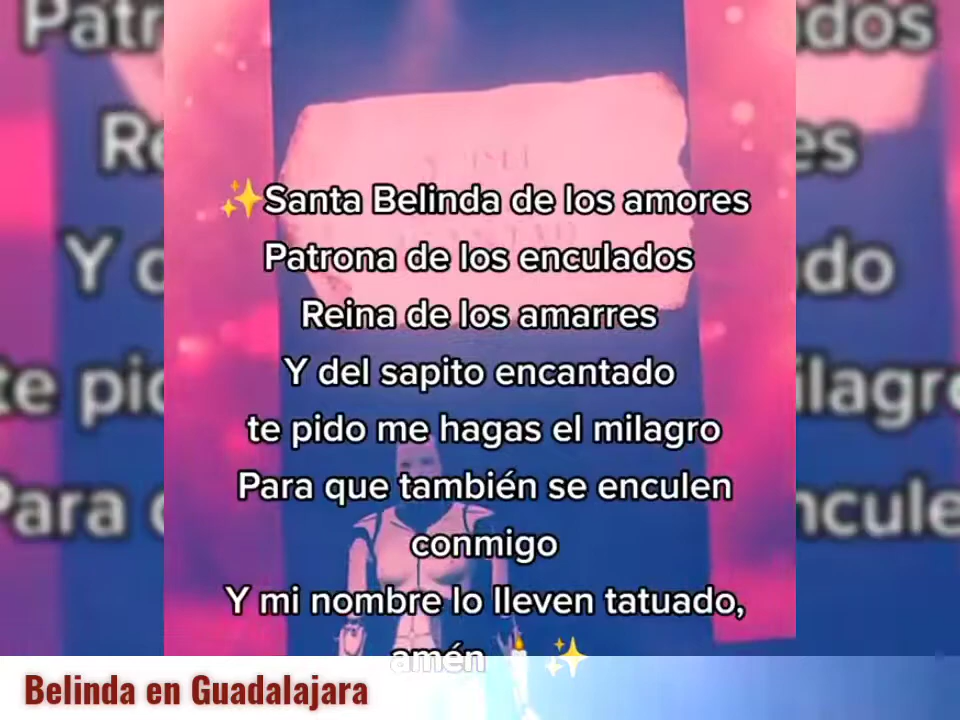 ✨Santa Belinda de los amores
Patrona de los enculados
Reina de los amarres
Y del sapito encantado
te pido me hagas el milagro
Para que también se enculen
conmigo
Y mi nombre lo lleven tatuado,
amén 🕯️ ✨
Belinda en Guadalajara